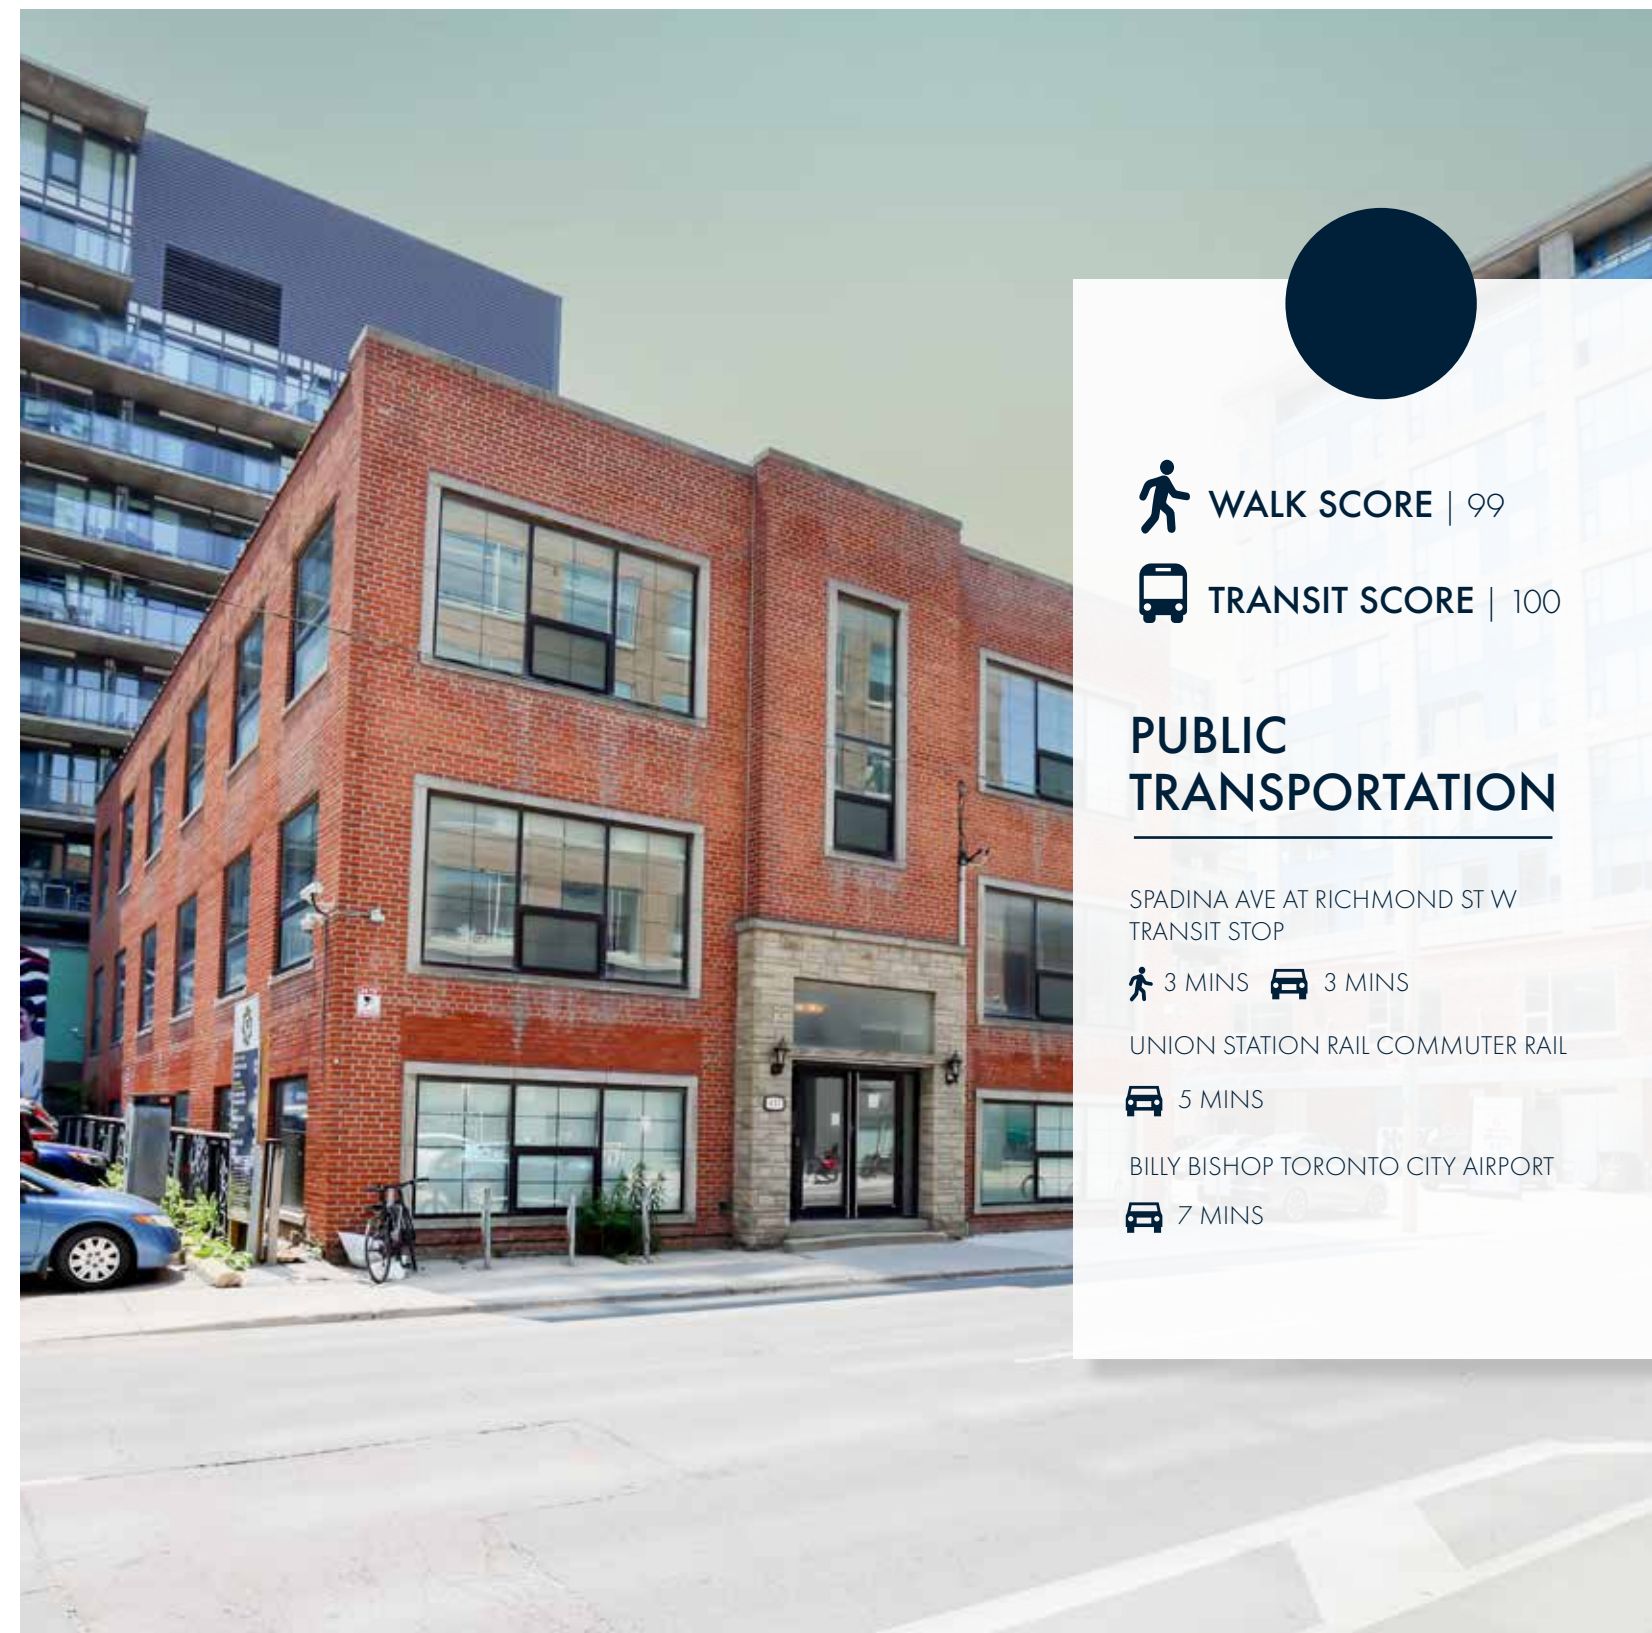 WALK SCORE | 99
TRANSIT SCORE | 100
PUBLIC
TRANSPORTATION
SPADINA AVE AT RICHMOND ST W
TRANSIT STOP
3 MINS 3 MINS
UNION STATION RAIL COMMUTER RAIL
5 MINS
BILLY BISHOP TORONTO CITY AIRPORT
7 MINS